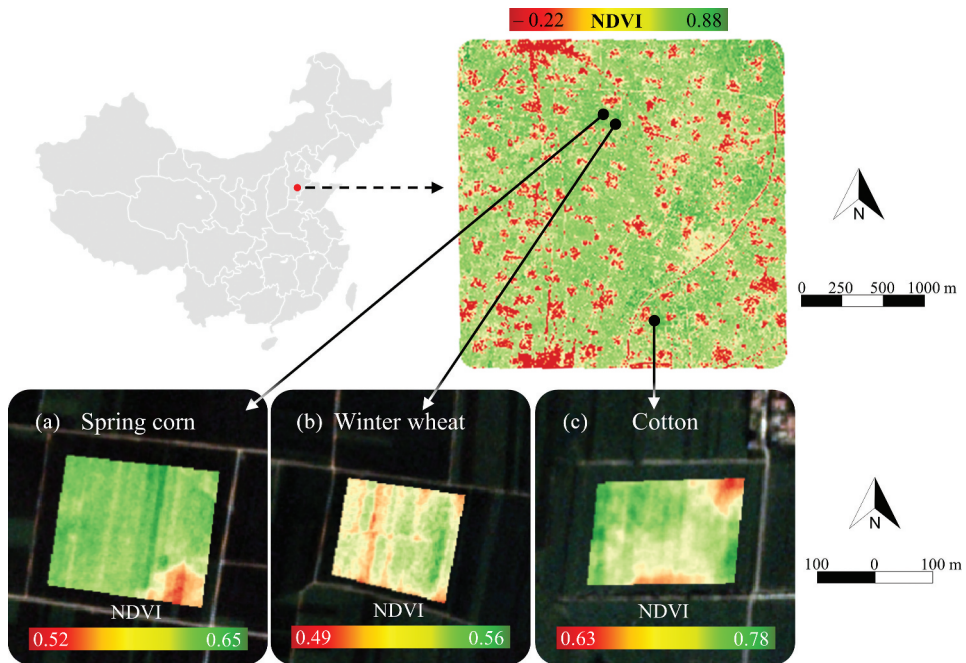 – 0.22 NDVI 0.88
N
0 250 500 1000 m
(a) Spring corn
(b) Winter wheat
(c) Cotton
N
100 0 100 m
NDVI
0.52 0.65
NDVI
0.49 0.56
NDVI
0.63 0.78